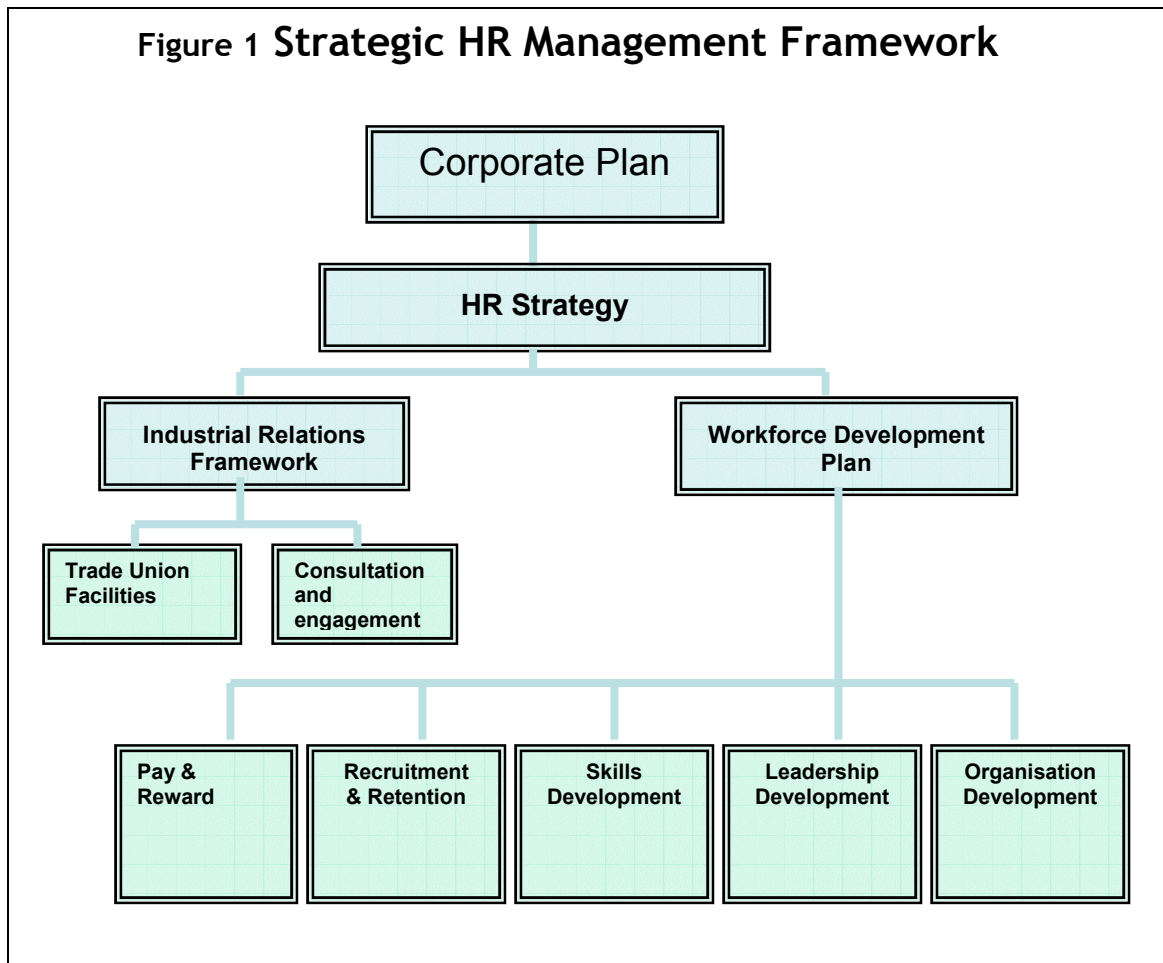 Figure 1 Strategic HR Management Framework
Corporate Plan
HR Strategy
Industrial Relations
Framework
Workforce Development
Plan
Trade Union
Facilities
Consultation
and
engagement
Pay &
Reward
Recruitment
& Retention
Skills
Development
Leadership
Development
Organisation
Development